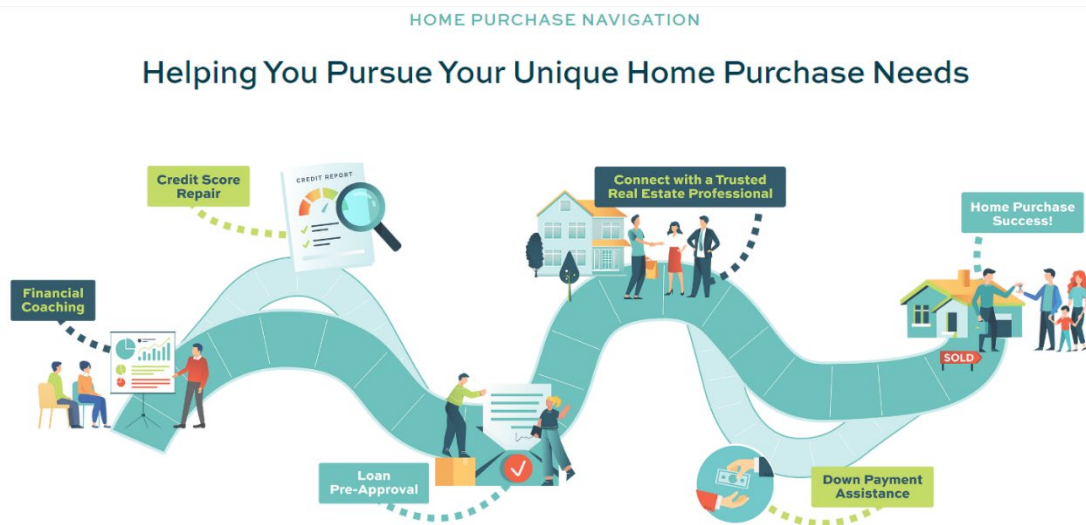 HOME PURCHASE NAVIGATION
Helping You Pursue Your Unique Home Purchase Needs
Credit Score
Repair
CREDIT REPORT
Connect with a Trusted
Real Estate Professional
Home Purchase
Success!
Financial
Coaching
SOLD
Loan
Pre-Approval
Down Payment
Assistance